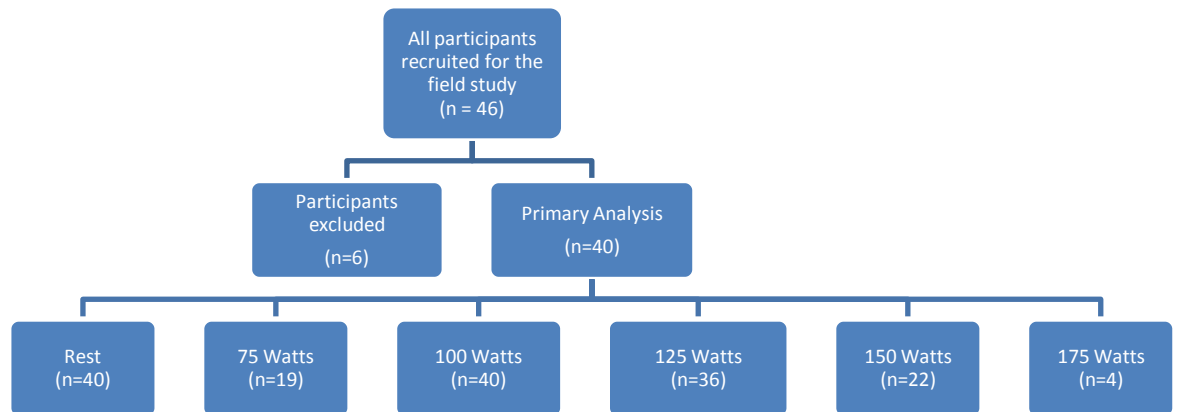 All participants
recruited for the
field study
(n = 46)
Participants
excluded
(n=6)
Primary Analysis
(n=40)
Rest
(n=40)
75 Watts
(n=19)
100 Watts
(n=40)
125 Watts
(n=36)
150 Watts
(n=22)
175 Watts
(n=4)